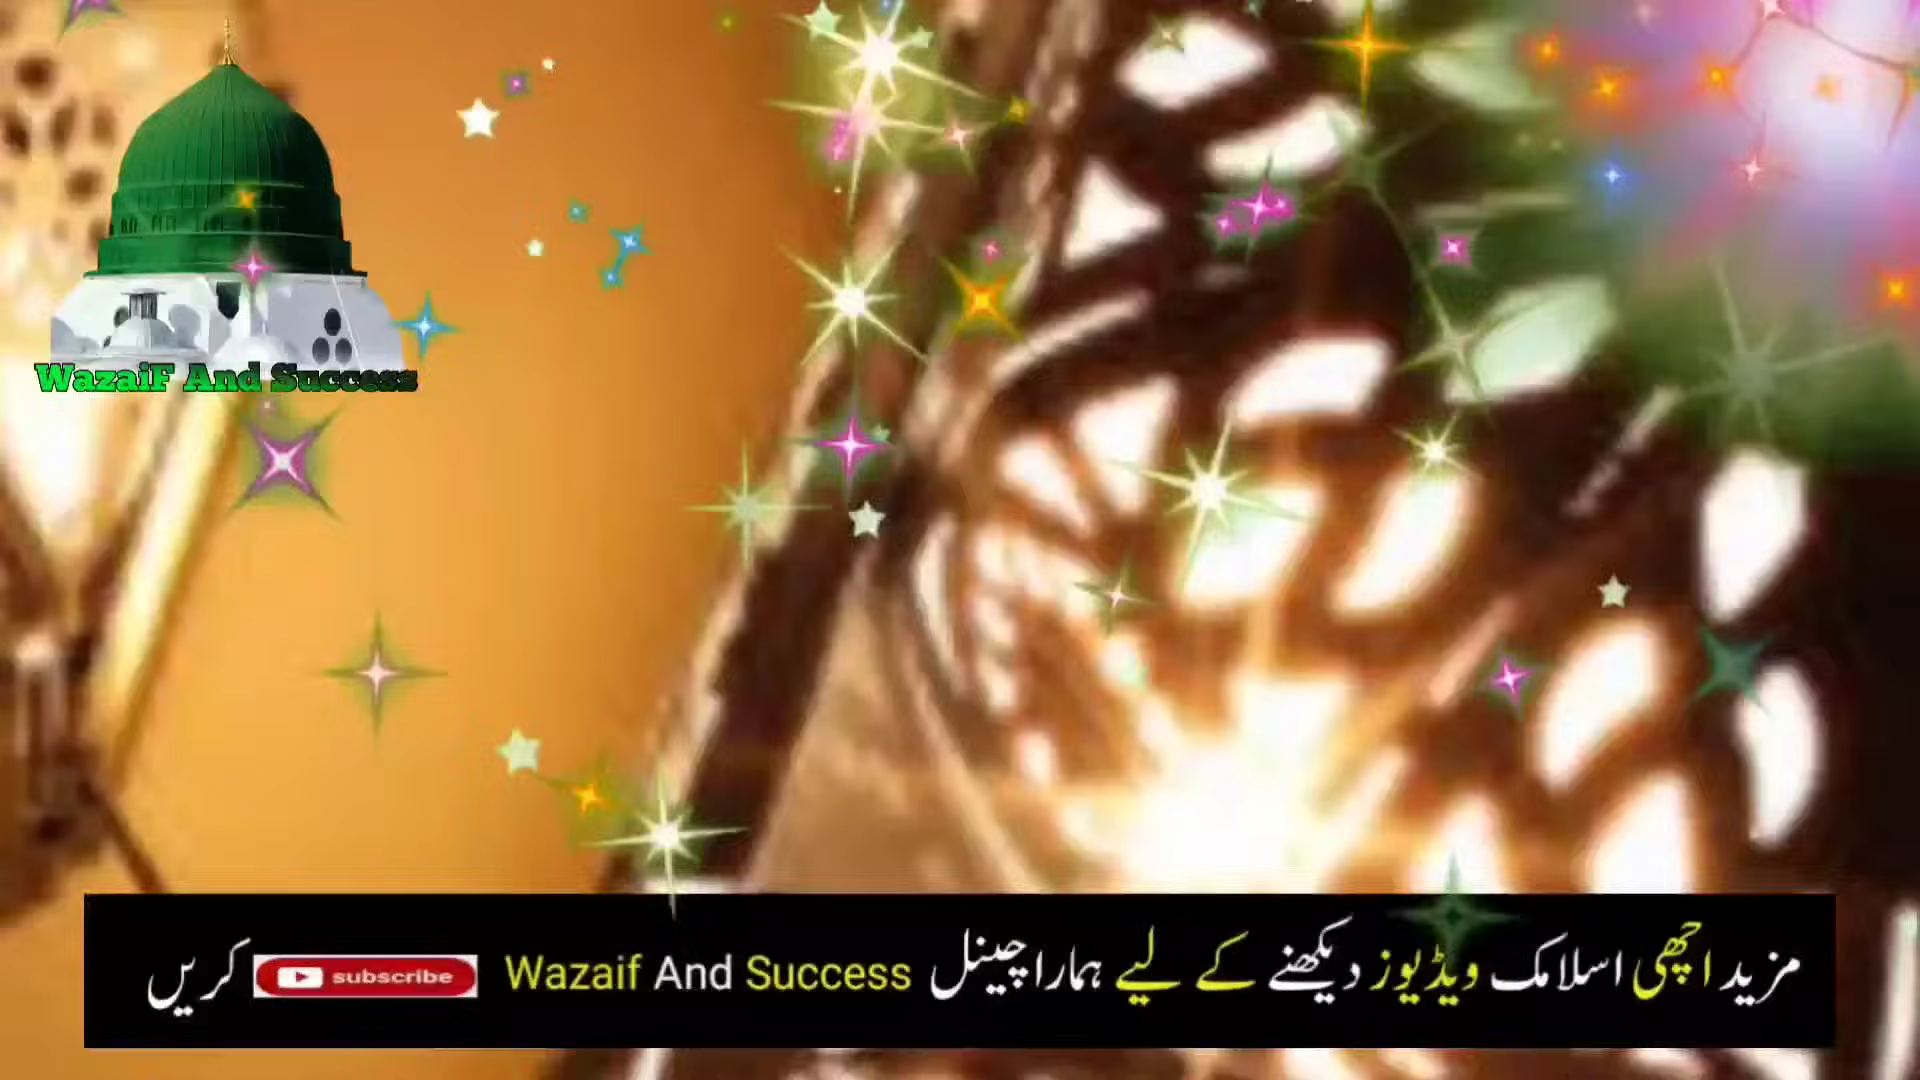 WazaiF And Success
مزید اچھی اسلامک ویڈیوز دیکھنے کے لیے ہمارا چینل Wazaif And Success subscribe کریں